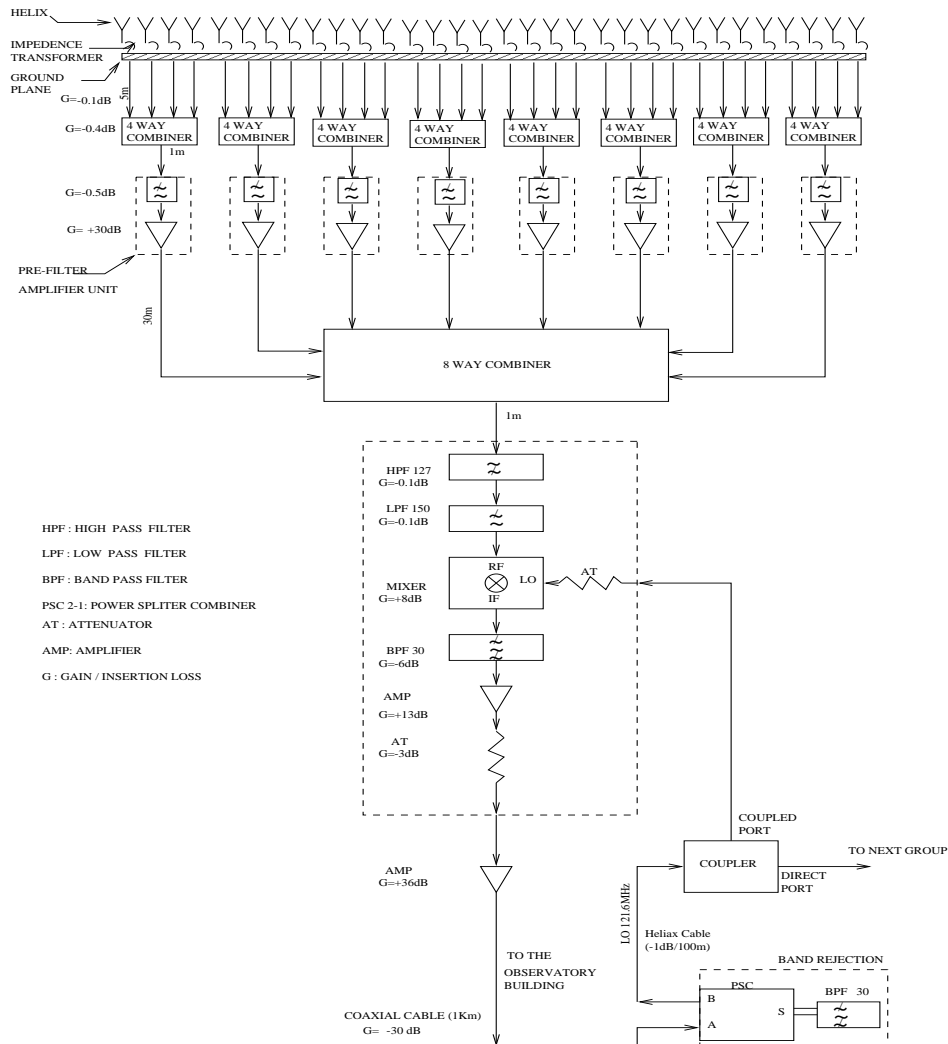 HELIX
IMPEDENCE
TRANSFORMER
GROUND
PLANE
G=-0.1dB
5m
G=-0.4dB
4 WAY
COMBINER
4 WAY
COMBINER
4 WAY
COMBINER
4 WAY
COMBINER
4 WAY
COMBINER
4 WAY
COMBINER
4 WAY
COMBINER
4 WAY
COMBINER
1m
G=-0.5dB
G= +30dB
PRE-FILTER
AMPLIFIER UNIT
30m
8 WAY COMBINER
1m
HPF 127
G=-0.1dB
LPF 150
G=-0.1dB
HPF : HIGH PASS FILTER
LPF : LOW PASS FILTER
BPF : BAND PASS FILTER
PSC 2-1: POWER SPLITER COMBINER
AT : ATTENUATOR
AMP: AMPLIFIER
G : GAIN / INSERTION LOSS
RF
LO
IF
AT
MIXER
G=+8dB
BPF 30
G=-6dB
AMP
G=+13dB
AT
G=-3dB
COUPLED
PORT
TO NEXT GROUP
COUPLER
DIRECT
PORT
AMP
G=+36dB
LO 121.6MHz
Heliax Cable
(-1dB/100m)
TO THE
OBSERVATORY
BUILDING
BAND REJECTION
PSC
BPF 30
B
S
A
COAXIAL CABLE (1Km)
G= -30 dB